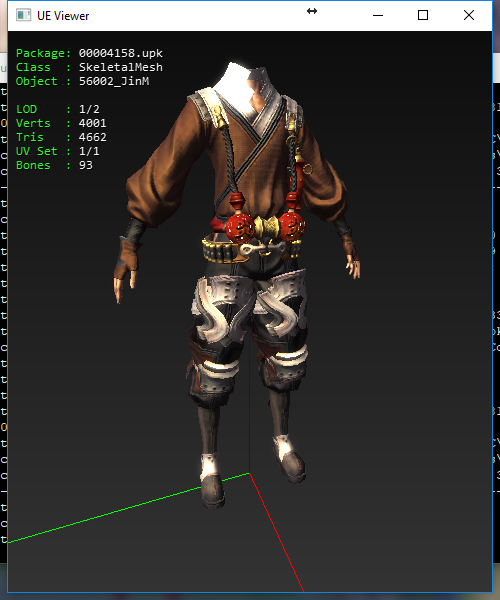 UE Viewer
Package: 00004158.upk
Class : SkeletalMesh
Object : 56002_JinM
LOD : 1/2
Verts : 4001
Tris : 4662
UV Set : 1/1
Bones : 93